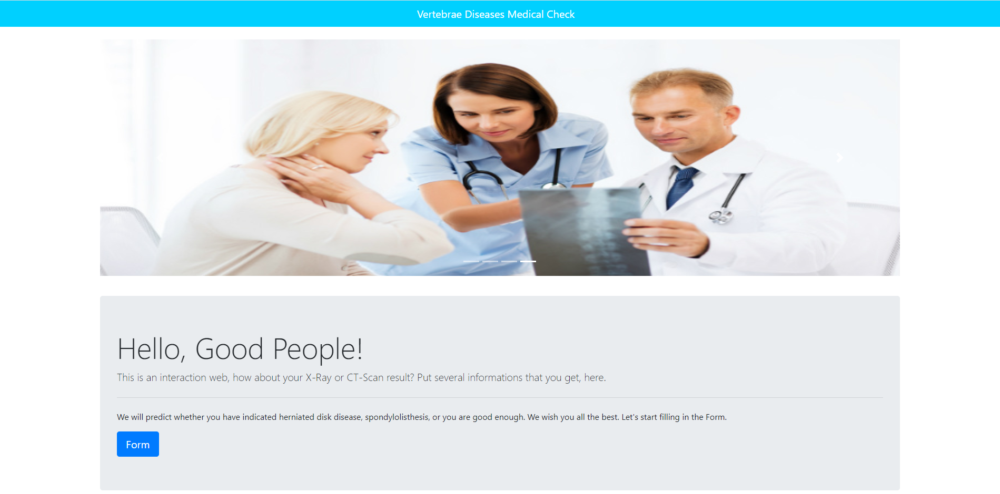 Vertebrae Diseases Medical Check
Hello, Good People!
This is an interaction web, how about your X-Ray or CT-Scan result? Put several informations that you get, here.
We will predict whether you have indicated herniated disk disease, spondylolisthesis, or you are good enough. We wish you all the best. Let's start filling in the Form.
Form